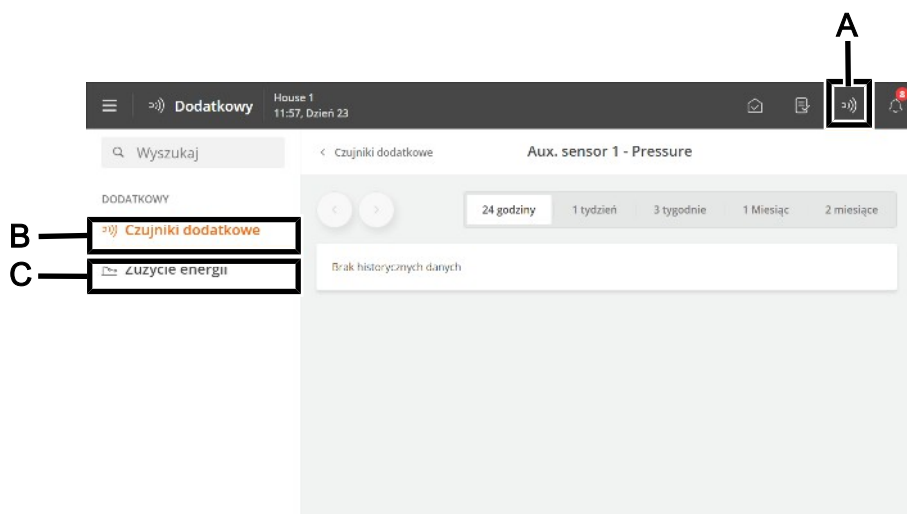 A
Dodatkowy
House 1
11:57, Dzień 23
8
Wyszukaj
< Czujniki dodatkowe
Aux. sensor 1 - Pressure
DODATKOWY
24 godziny
1 tydzień
3 tygodnie
1 Miesiąc
2 miesiące
B
Czujniki dodatkowe
C
Zużycie energii
Brak historycznych danych